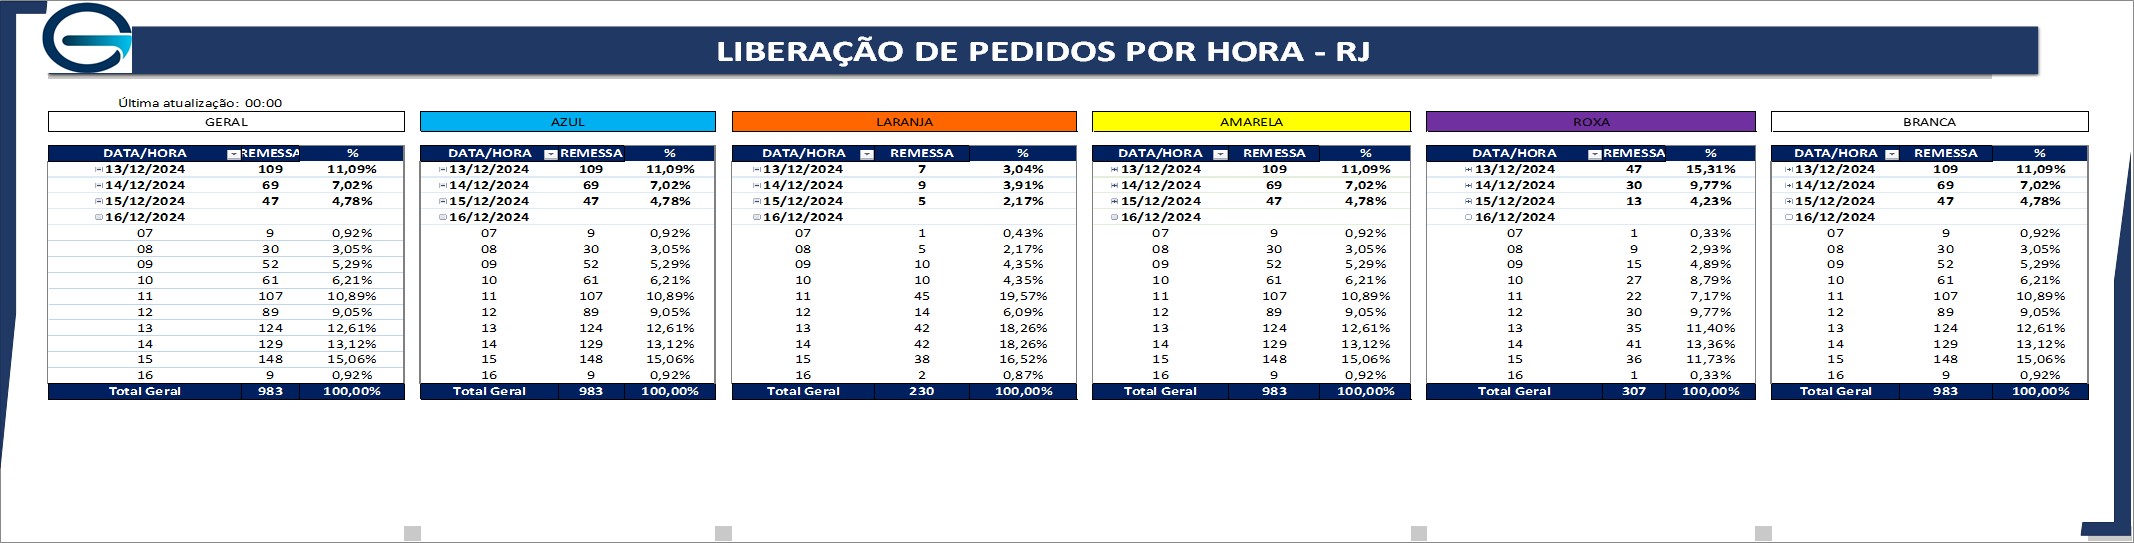 LIBERAÇÃO DE PEDIDOS POR HORA - RJ
Última atualização: 00:00
GERAL AZUL LARANJA AMARELA ROXA BRANCA
DATA/HORA REMESSA % DATA/HORA REMESSA % DATA/HORA REMESSA % DATA/HORA REMESSA % DATA/HORA REMESSA % DATA/HORA REMESSA %
13/12/2024 109 11,09% 13/12/2024 109 11,09% 13/12/2024 7 3,04% 13/12/2024 109 11,09% 13/12/2024 47 15,31% 13/12/2024 109 11,09%
14/12/2024 69 7,02% 14/12/2024 69 7,02% 14/12/2024 9 3,91% 14/12/2024 69 7,02% 14/12/2024 30 9,77% 14/12/2024 69 7,02%
15/12/2024 47 4,78% 15/12/2024 47 4,78% 15/12/2024 5 2,17% 15/12/2024 47 4,78% 15/12/2024 13 4,23% 15/12/2024 47 4,78%
16/12/2024 16/12/2024 16/12/2024 16/12/2024 16/12/2024 16/12/2024
07 9 0,92% 07 9 0,92% 07 1 0,43% 07 9 0,92% 07 1 0,33% 07 9 0,92%
08 30 3,05% 08 30 3,05% 08 5 2,17% 08 30 3,05% 08 9 2,93% 08 30 3,05%
09 52 5,29% 09 52 5,29% 09 10 4,35% 09 52 5,29% 09 15 4,89% 09 52 5,29%
10 61 6,21% 10 61 6,21% 10 10 4,35% 10 61 6,21% 10 27 8,79% 10 61 6,21%
11 107 10,89% 11 107 10,89% 11 45 19,57% 11 107 10,89% 11 22 7,17% 11 107 10,89%
12 89 9,05% 12 89 9,05% 12 14 6,09% 12 89 9,05% 12 30 9,77% 12 89 9,05%
13 124 12,61% 13 124 12,61% 13 42 18,26% 13 124 12,61% 13 35 11,40% 13 124 12,61%
14 129 13,12% 14 129 13,12% 14 42 18,26% 14 129 13,12% 14 41 13,36% 14 129 13,12%
15 148 15,06% 15 148 15,06% 15 38 16,52% 15 148 15,06% 15 36 11,73% 15 148 15,06%
16 9 0,92% 16 9 0,92% 16 2 0,87% 16 9 0,92% 16 1 0,33% 16 9 0,92%
Total Geral 983 100,00% Total Geral 983 100,00% Total Geral 230 100,00% Total Geral 983 100,00% Total Geral 307 100,00% Total Geral 983 100,00%